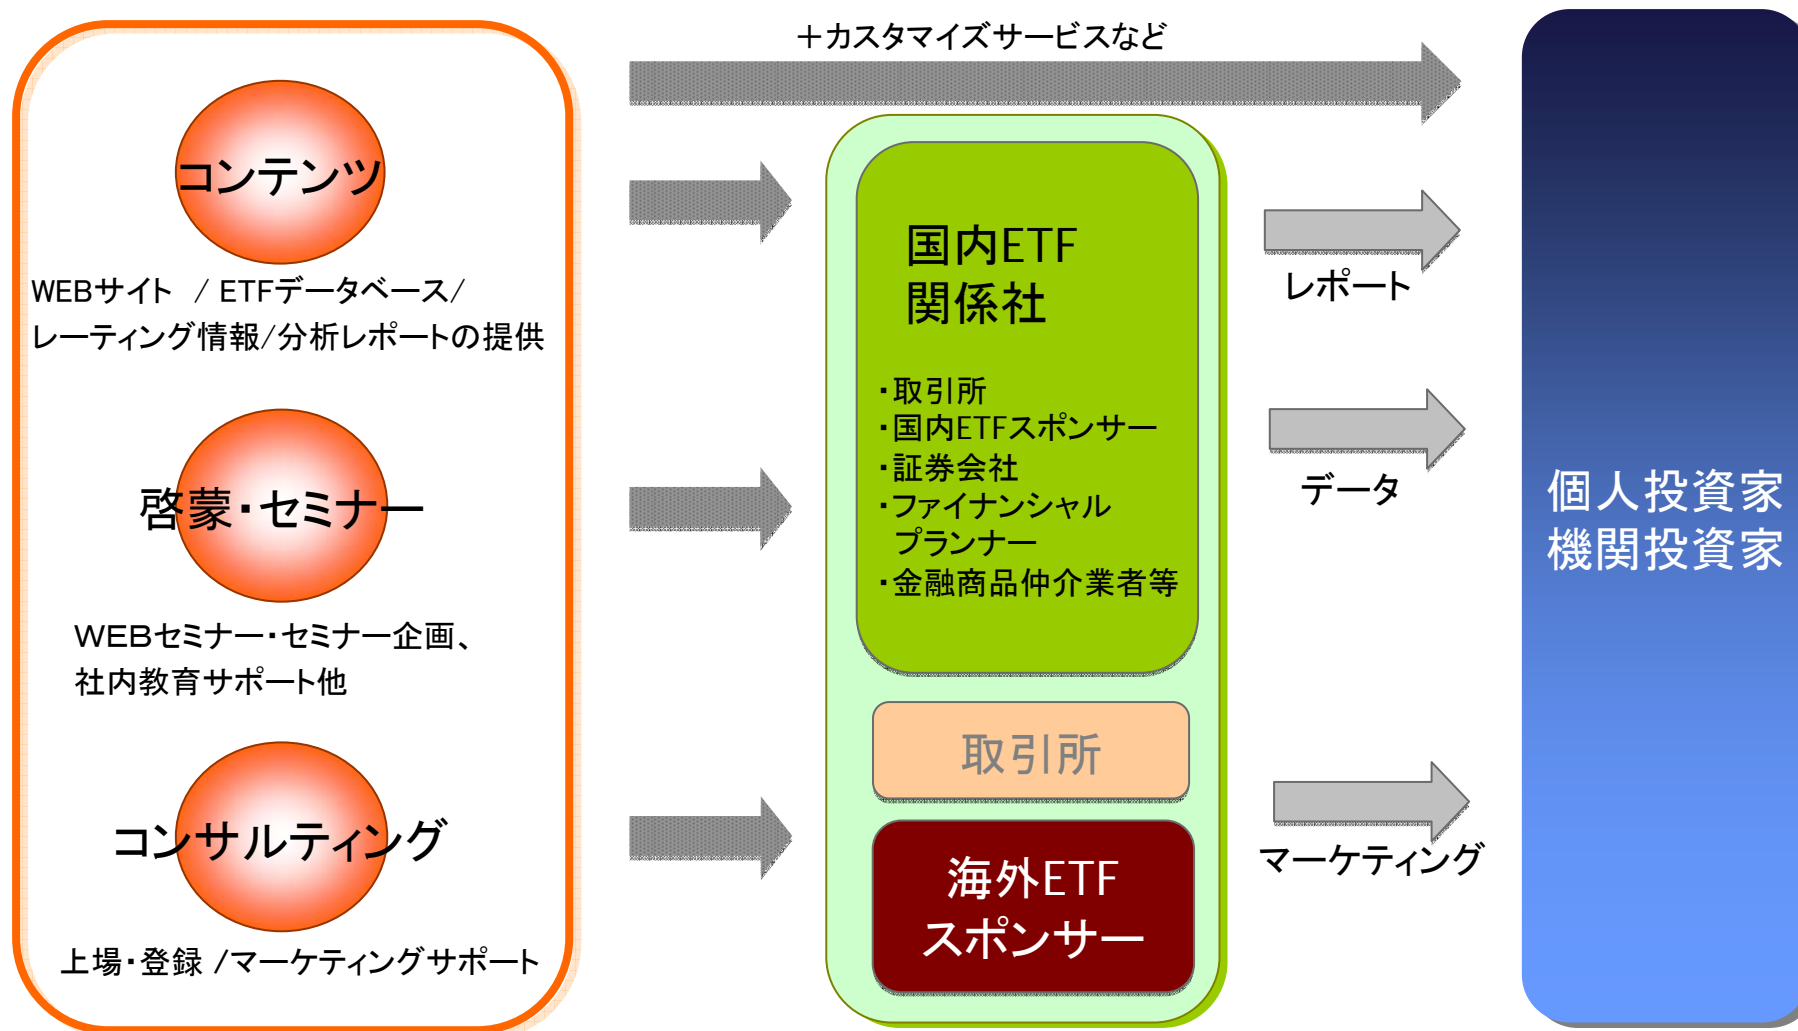 ＋カスタマイズサービスなど
コンテンツ
WEBサイト / ETFデータベース/
レーティング情報/分析レポートの提供
啓蒙・セミナー
WEBセミナー・セミナー企画、
社内教育サポート他
コンサルティング
上場・登録 /マーケティングサポート
国内ETF
関係社
・取引所
・国内ETFスポンサー
・証券会社
・ファイナンシャル
プランナー
・金融商品仲介業者等
取引所
海外ETF
スポンサー
レポート
データ
マーケティング
個人投資家
機関投資家